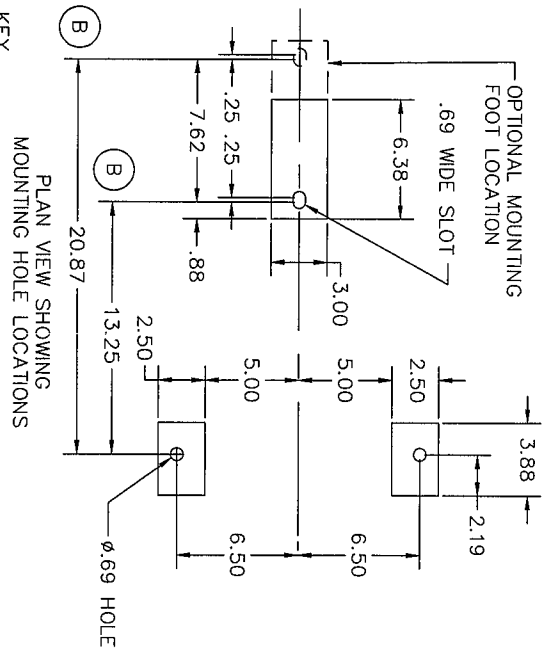 OPTIONAL MOUNTING
FOOT LOCATION
6.38
.69 WIDE SLOT
3.00
.25 .25
7.62
.88
B
B
20.87
13.25
2.50
5.00
5.00
2.50
3.88
2.19
6.50
6.50
ø.69 HOLE
PLAN VIEW SHOWING
MOUNTING HOLE LOCATIONS
KEY